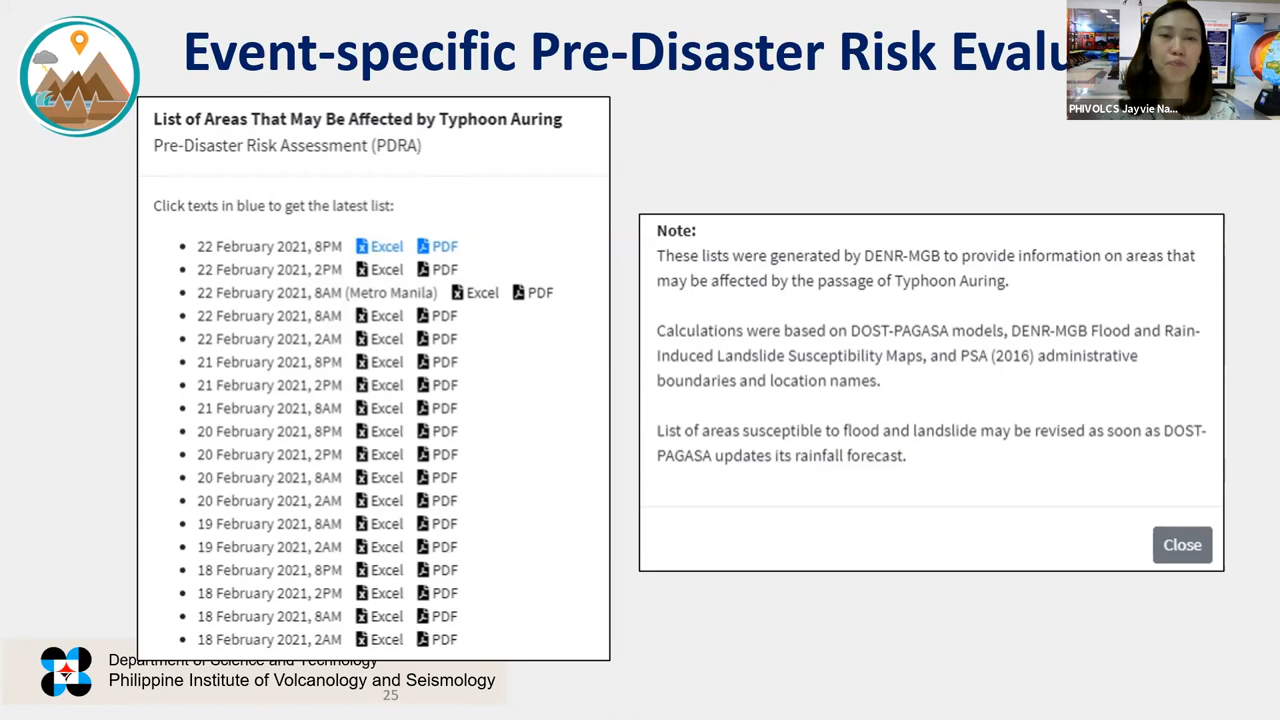 Event-specific Pre-Disaster Risk Evalu
PHIVOLCS Jayvie Na...
List of Areas That May Be Affected by Typhoon Auring
Pre-Disaster Risk Assessment (PDRA)
Click texts in blue to get the latest list:
• 22 February 2021, 8PM Excel PDF
• 22 February 2021, 2PM Excel PDF
• 22 February 2021, 8AM (Metro Manila) Excel PDF
• 22 February 2021, 8AM Excel PDF
• 22 February 2021, 2AM Excel PDF
• 21 February 2021, 8PM Excel PDF
• 21 February 2021, 2PM Excel PDF
• 21 February 2021, 8AM Excel PDF
• 20 February 2021, 8PM Excel PDF
• 20 February 2021, 2PM Excel PDF
• 20 February 2021, 8AM Excel PDF
• 20 February 2021, 2AM Excel PDF
• 19 February 2021, 8AM Excel PDF
• 19 February 2021, 2AM Excel PDF
• 18 February 2021, 8PM Excel PDF
• 18 February 2021, 2PM Excel PDF
• 18 February 2021, 8AM Excel PDF
• 18 February 2021, 2AM Excel PDF
Note:
These lists were generated by DENR-MGB to provide information on areas that
may be affected by the passage of Typhoon Auring.
Calculations were based on DOST-PAGASA models, DENR-MGB Flood and Rain-
Induced Landslide Susceptibility Maps, and PSA (2016) administrative
boundaries and location names.
List of areas susceptible to flood and landslide may be revised as soon as DOST-
PAGASA updates its rainfall forecast.
Close
Department of Science and Technology
Philippine Institute of Volcanology and Seismology
25